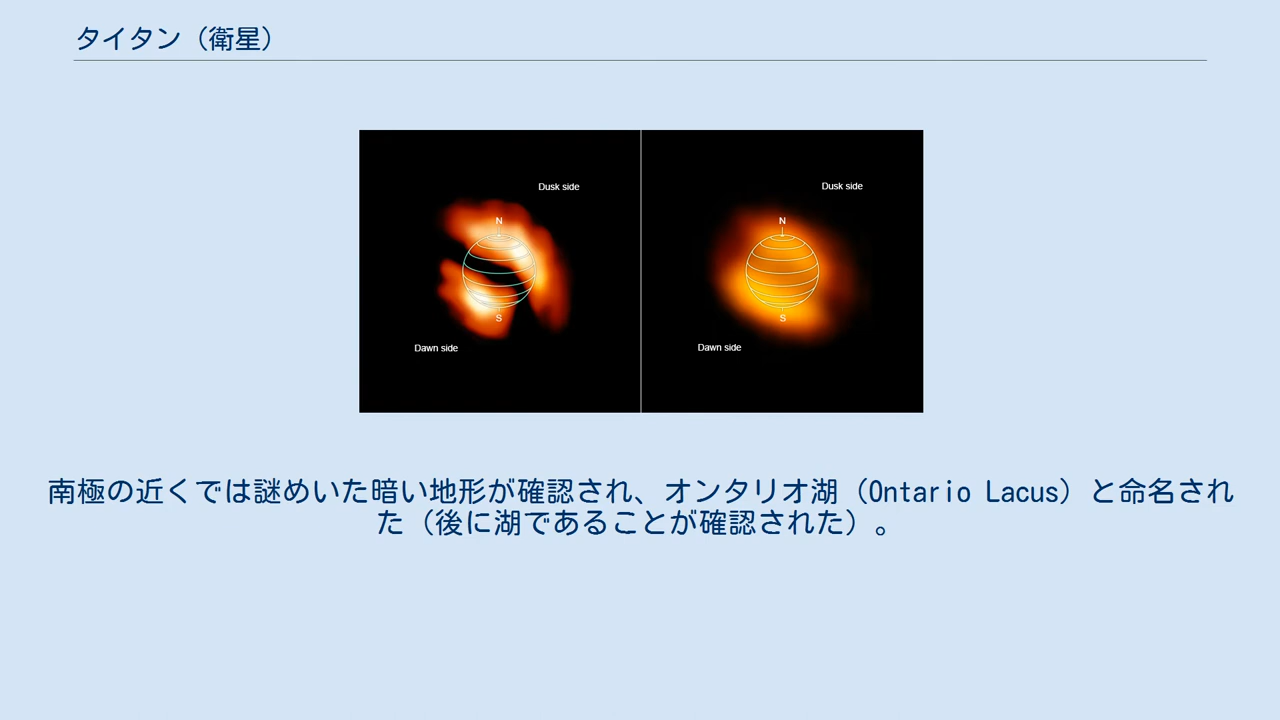 タイタン（衛星）
Dusk side
Dusk side
N
N
S
S
Dawn side
Dawn side
南極の近くでは謎めいた暗い地形が確認され、オンタリオ湖（Ontario Lacus）と命名され
た（後に湖であることが確認された）。